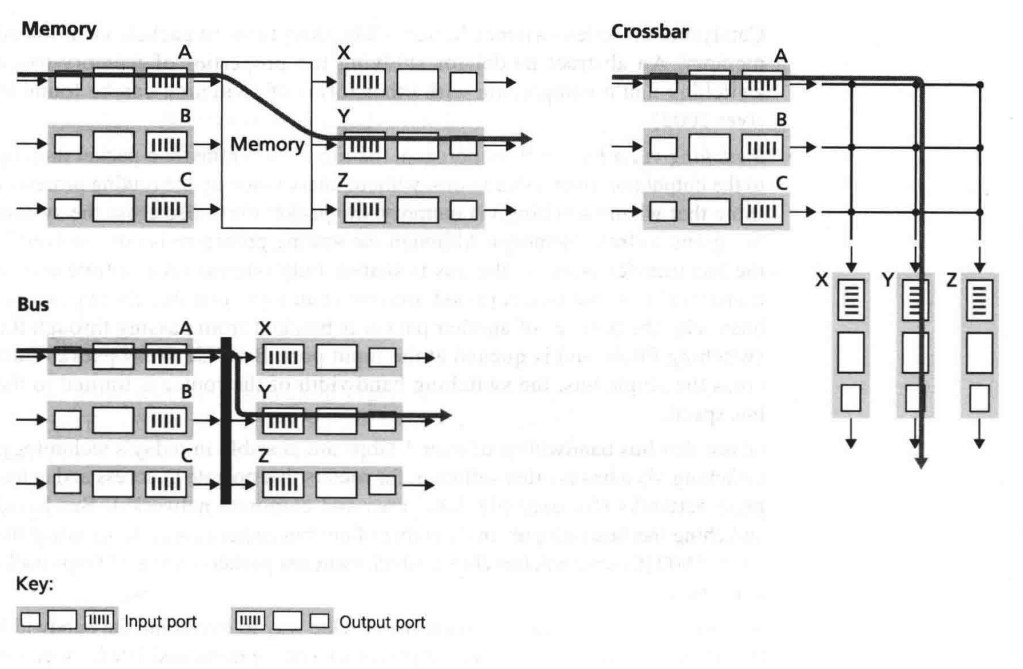 Memory
A
B
C
Memory
X
Y
Z
Crossbar
A
B
C
X
Y
Z
Bus
A
B
C
X
Y
Z
Key:
Input port
Output port